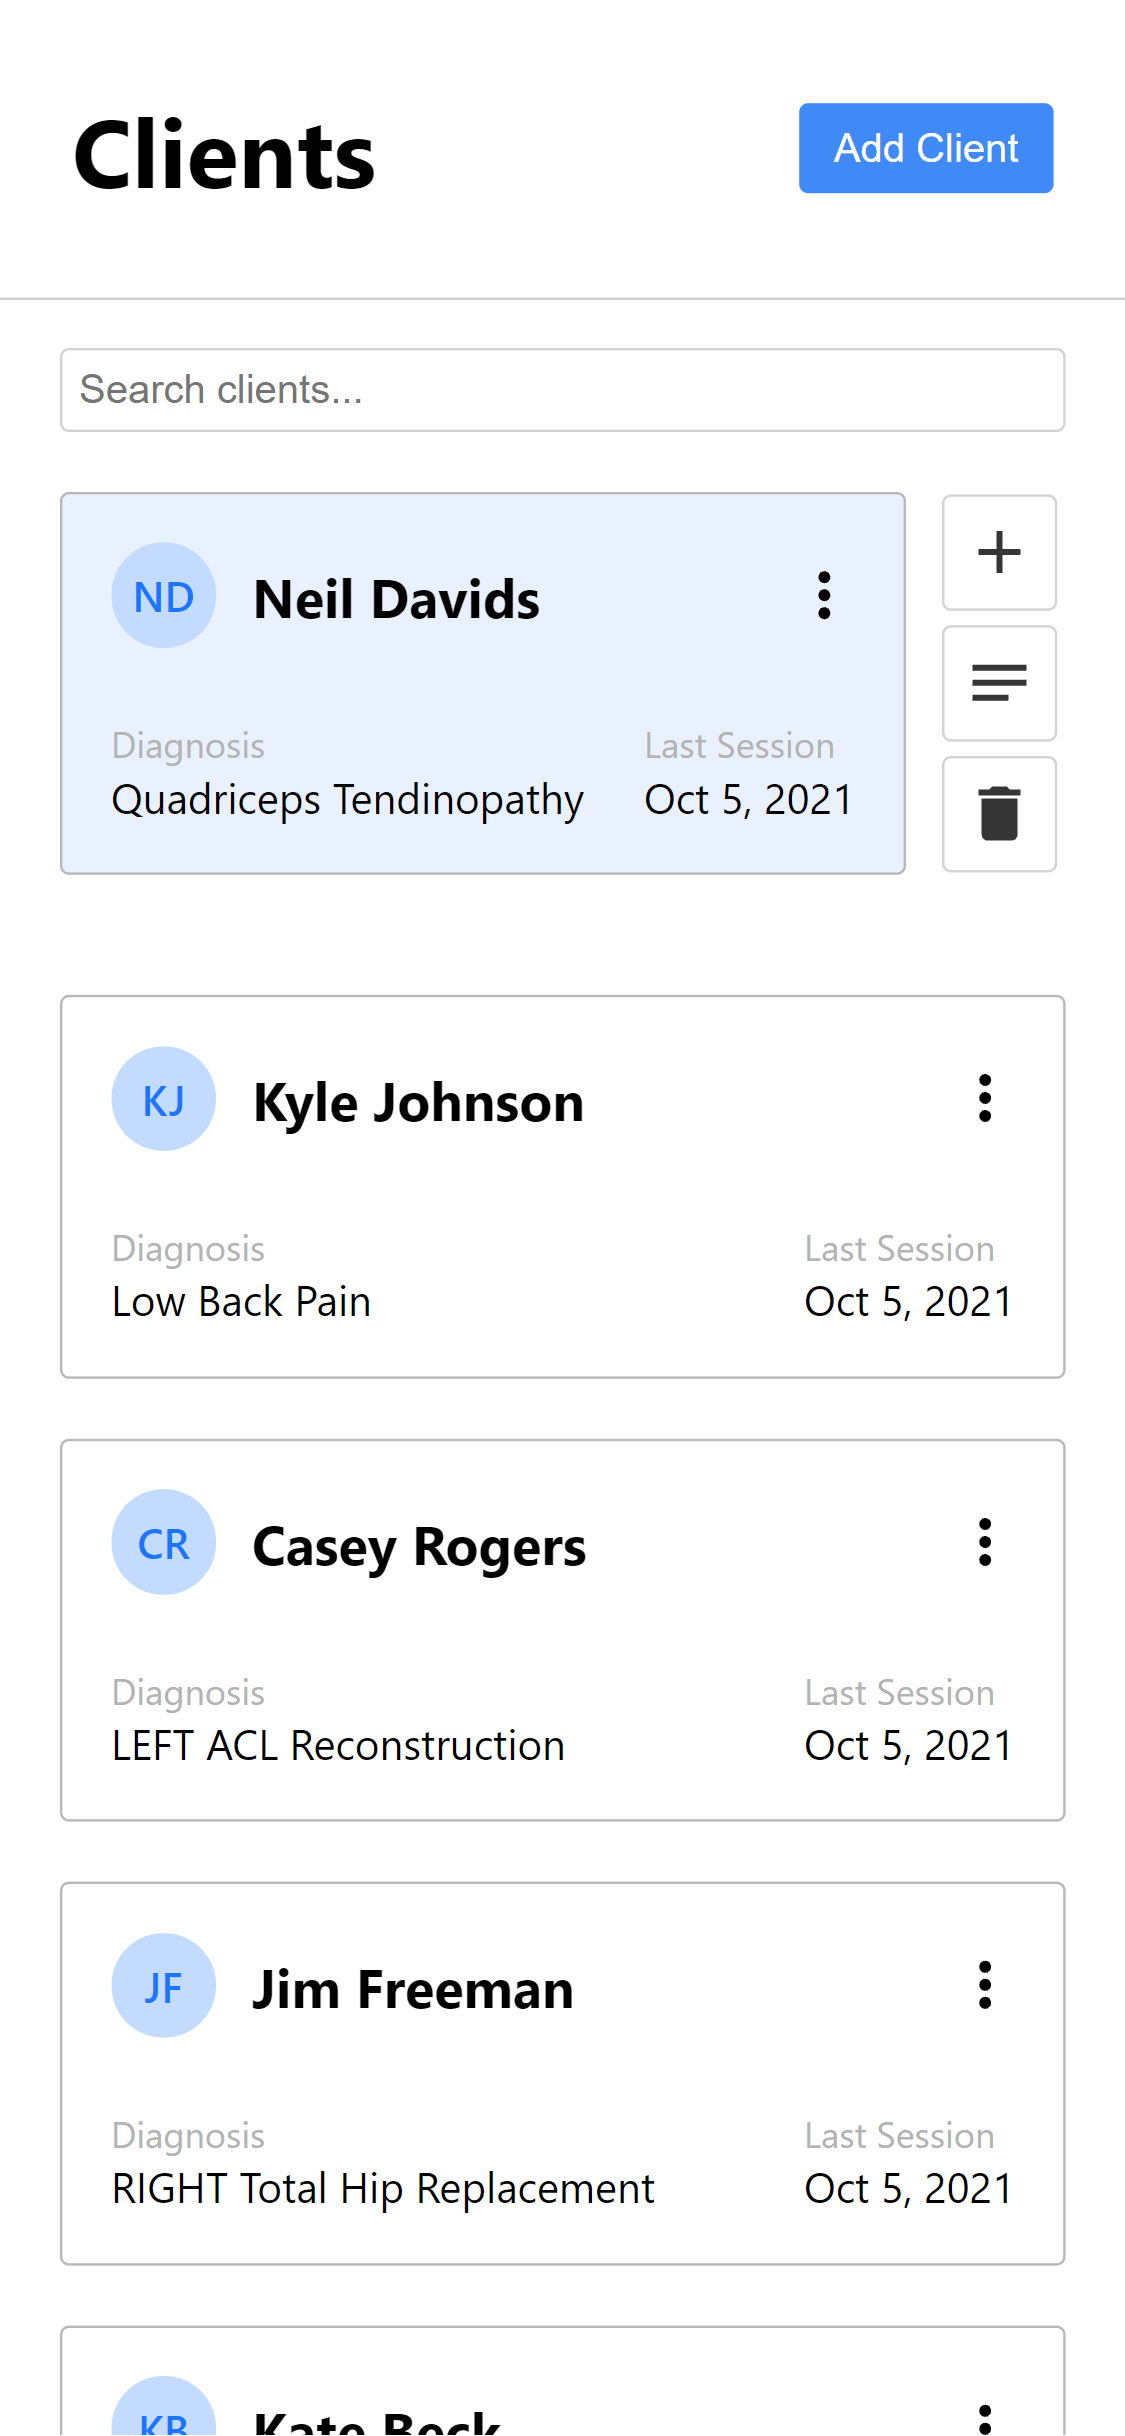 Clients
Add Client
Search clients...
ND
Neil Davids
Diagnosis
Last Session
Quadriceps Tendinopathy
Oct 5, 2021
KJ
Kyle Johnson
Diagnosis
Last Session
Low Back Pain
Oct 5, 2021
CR
Casey Rogers
Diagnosis
Last Session
LEFT ACL Reconstruction
Oct 5, 2021
JF
Jim Freeman
Diagnosis
Last Session
RIGHT Total Hip Replacement
Oct 5, 2021
KB
Kate Beck